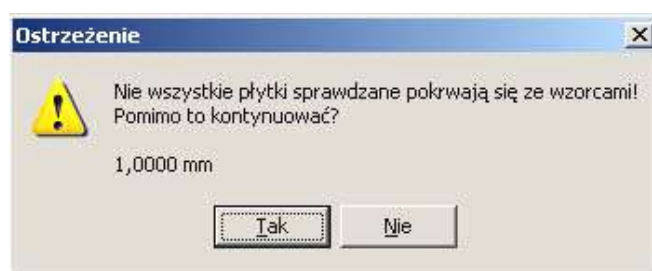 Ostrzeżenie
Nie wszystkie płytki sprawdzane pokrwają się ze wzorcami!
Pomimo to kontynuować?
1,0000 mm
Tak Nie